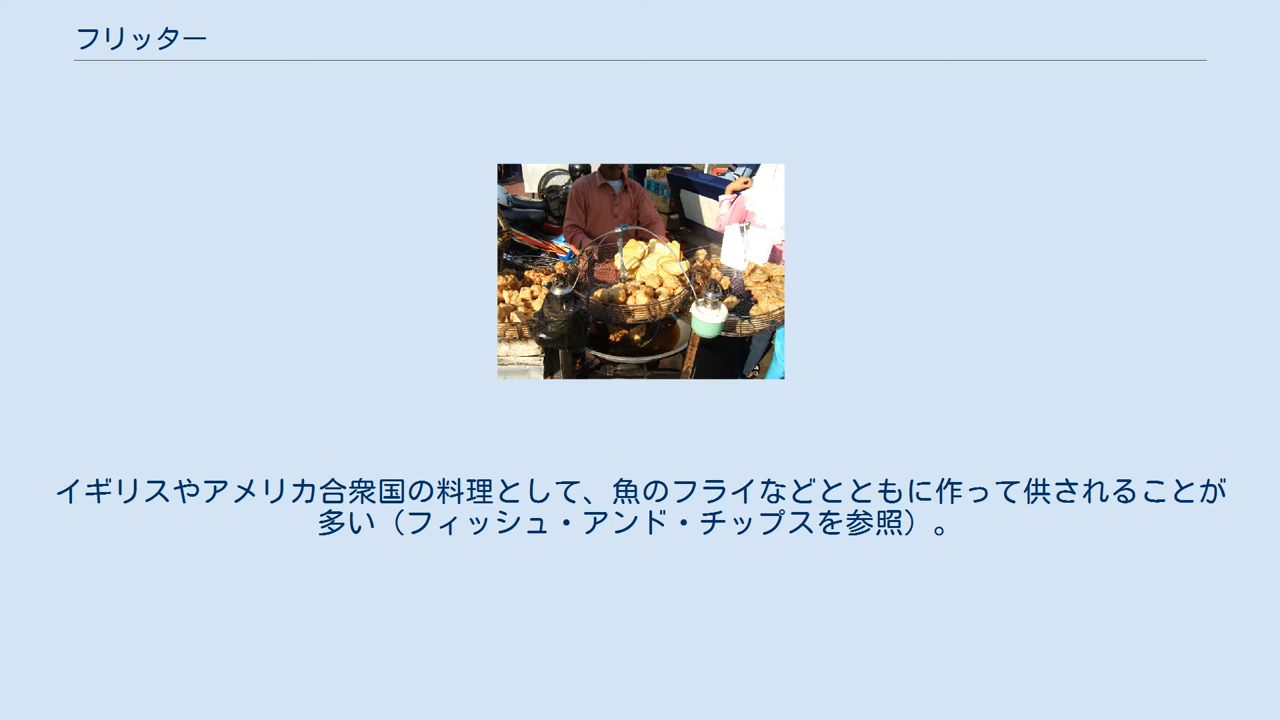 フリッター
イギリスやアメリカ合衆国の料理として、魚のフライなどとともに作って供されることが
多い（フィッシュ・アンド・チップスを参照）。